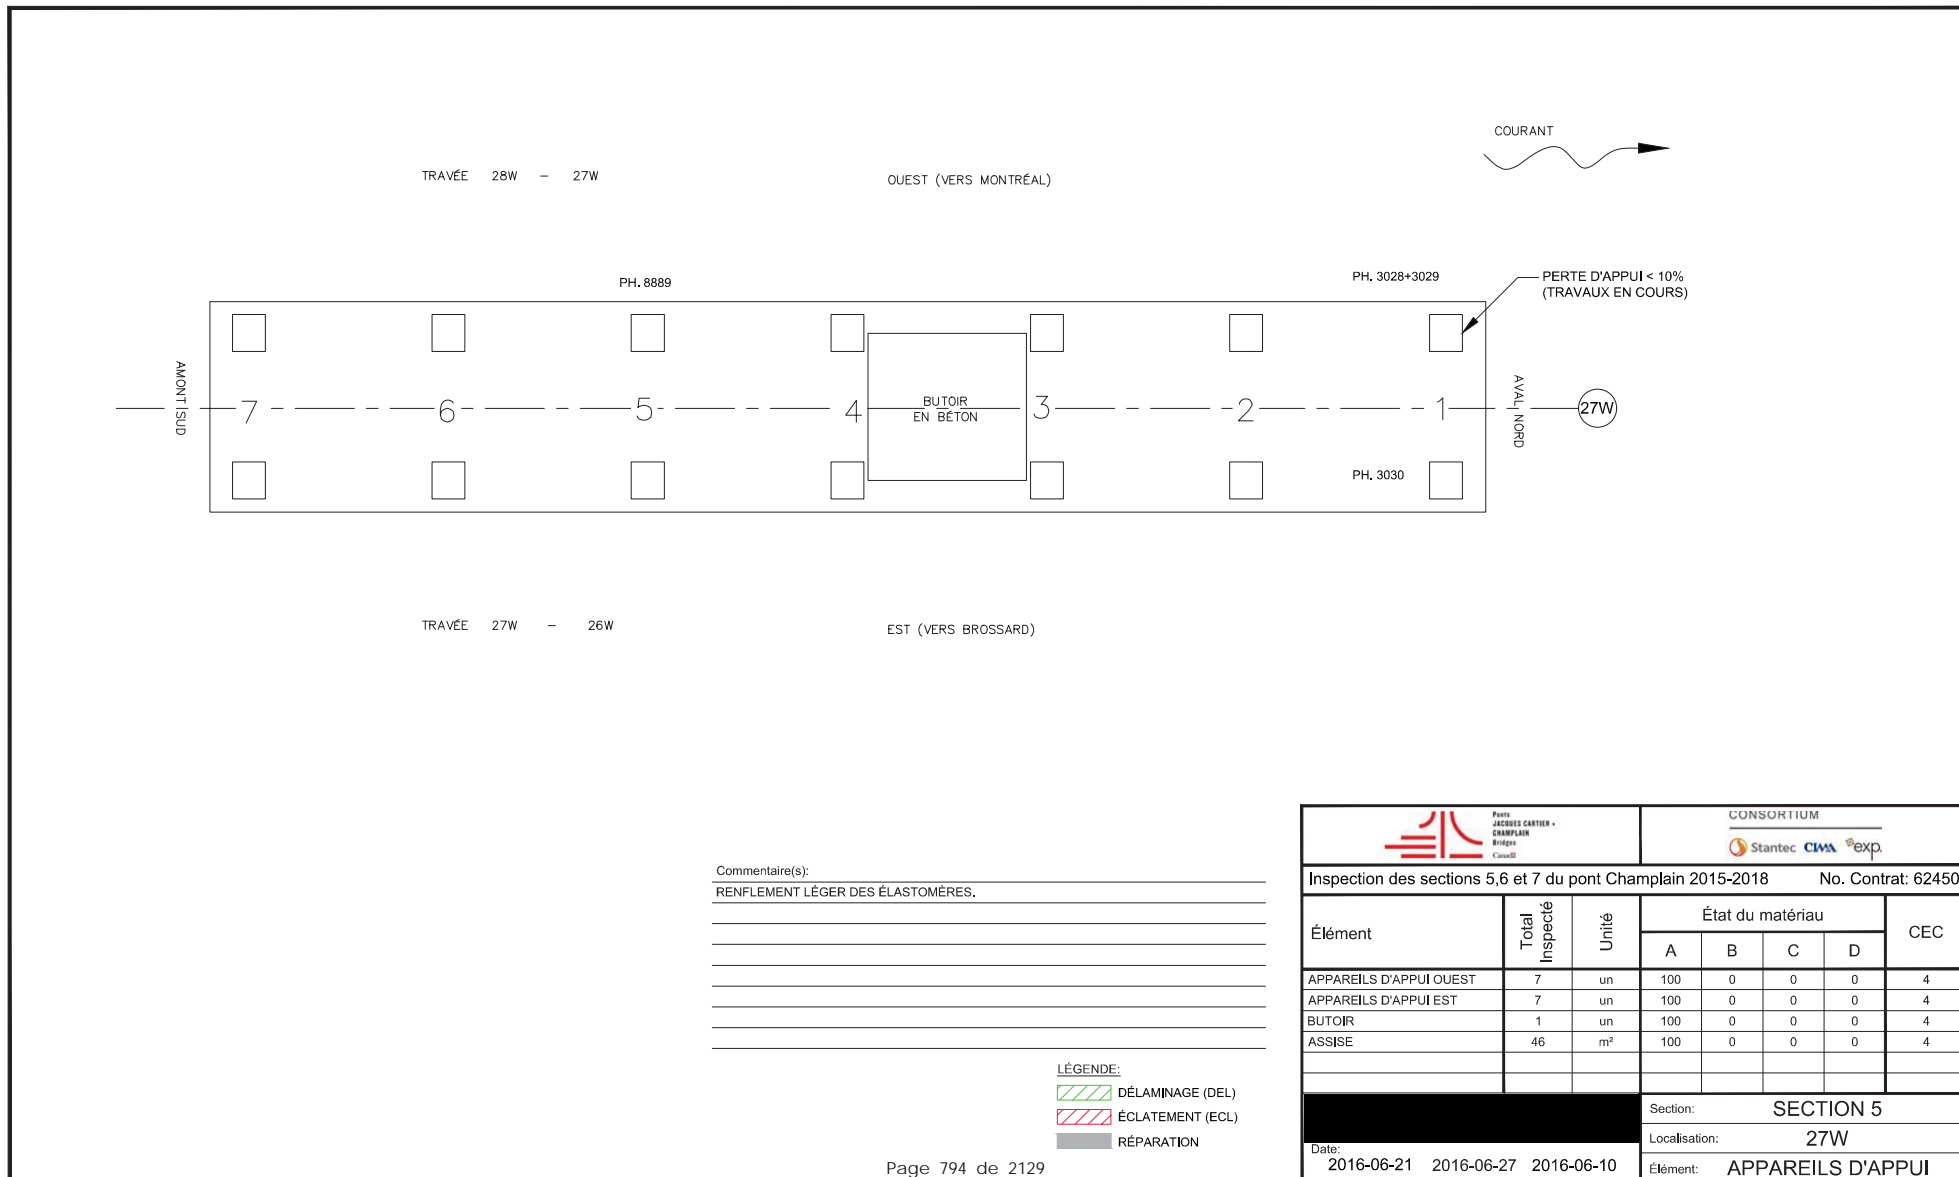 COURANT
TRAVÉE 28W – 27W
OUEST (VERS MONTRÉAL)
PH. 8889
PH. 3028+3029
PERTE D'APPUI < 10%
(TRAVAUX EN COURS)
AMONT SUD
7 6 5 4 3 2 1
BUTOIR
EN BÉTON
AVAL NORD
27W
PH. 3030
TRAVÉE 27W – 26W
EST (VERS BROSSARD)
Commentaire(s):
RENFLEMENT LÉGER DES ÉLASTOMÈRES.
LÉGENDE:
DÉLAMINAGE (DEL)
ÉCLATEMENT (ECL)
RÉPARATION
Page 794 de 2129
Ponts
JACQUES CARTIER +
CHAMPLAIN
Bridges
Canada
CONSORTIUM
Stantec CIMA exp.
Inspection des sections 5,6 et 7 du pont Champlain 2015-2018 No. Contrat: 62450
Élément Total Inspecté Unité État du matériau CEC
A B C D
APPAREILS D'APPUI OUEST 7 un 100 0 0 0 4
APPAREILS D'APPUI EST 7 un 100 0 0 0 4
BUTOIR 1 un 100 0 0 0 4
ASSISE 46 m² 100 0 0 0 4
Section: SECTION 5
Localisation: 27W
Date:
2016-06-21 2016-06-27 2016-06-10
Élément: APPAREILS D'APPUI